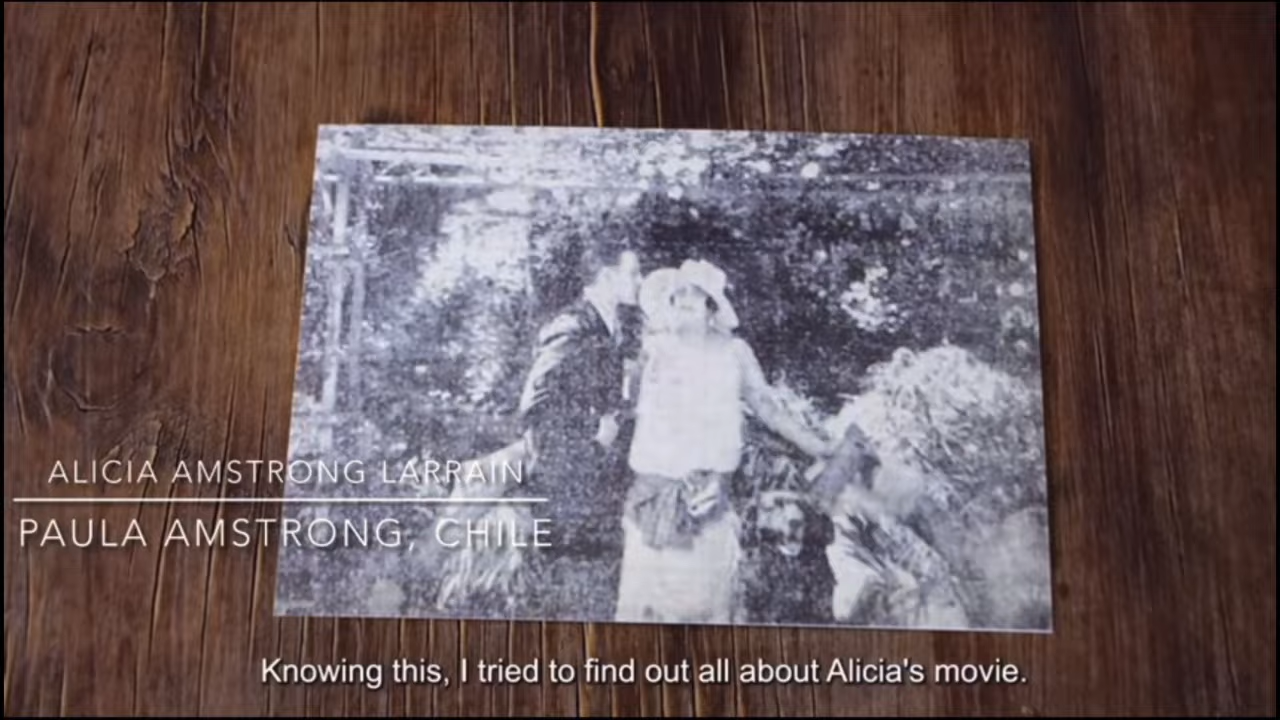 ALICIA AMSTRONG LARRAIN
PAULA AMSTRONG, CHILE
Knowing this, I tried to find out all about Alicia's movie.